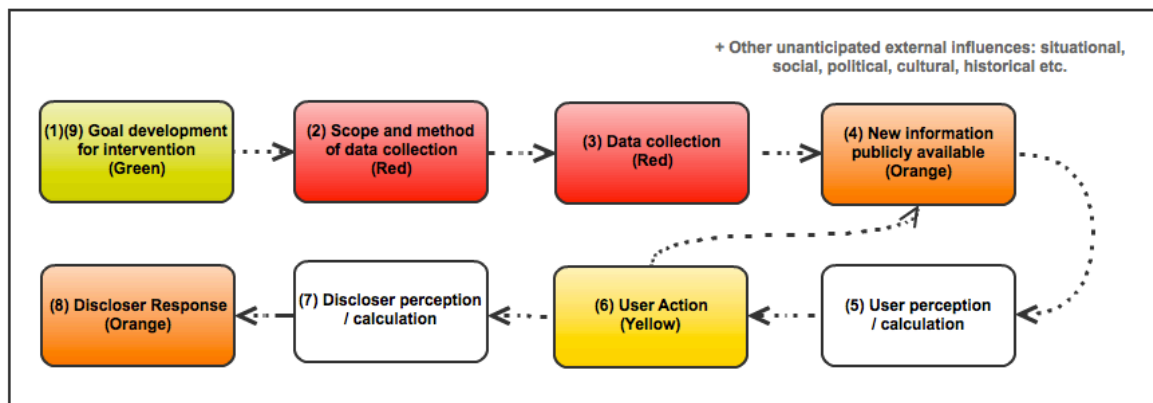 + Other unanticipated external influences: situational,
social, political, cultural, historical etc.
(1)(9) Goal development
for intervention
(Green)
(2) Scope and method
of data collection
(Red)
(3) Data collection
(Red)
(4) New information
publicly available
(Orange)
(5) User perception
/ calculation
(6) User Action
(Yellow)
(7) Discloser perception
/ calculation
(8) Discloser Response
(Orange)